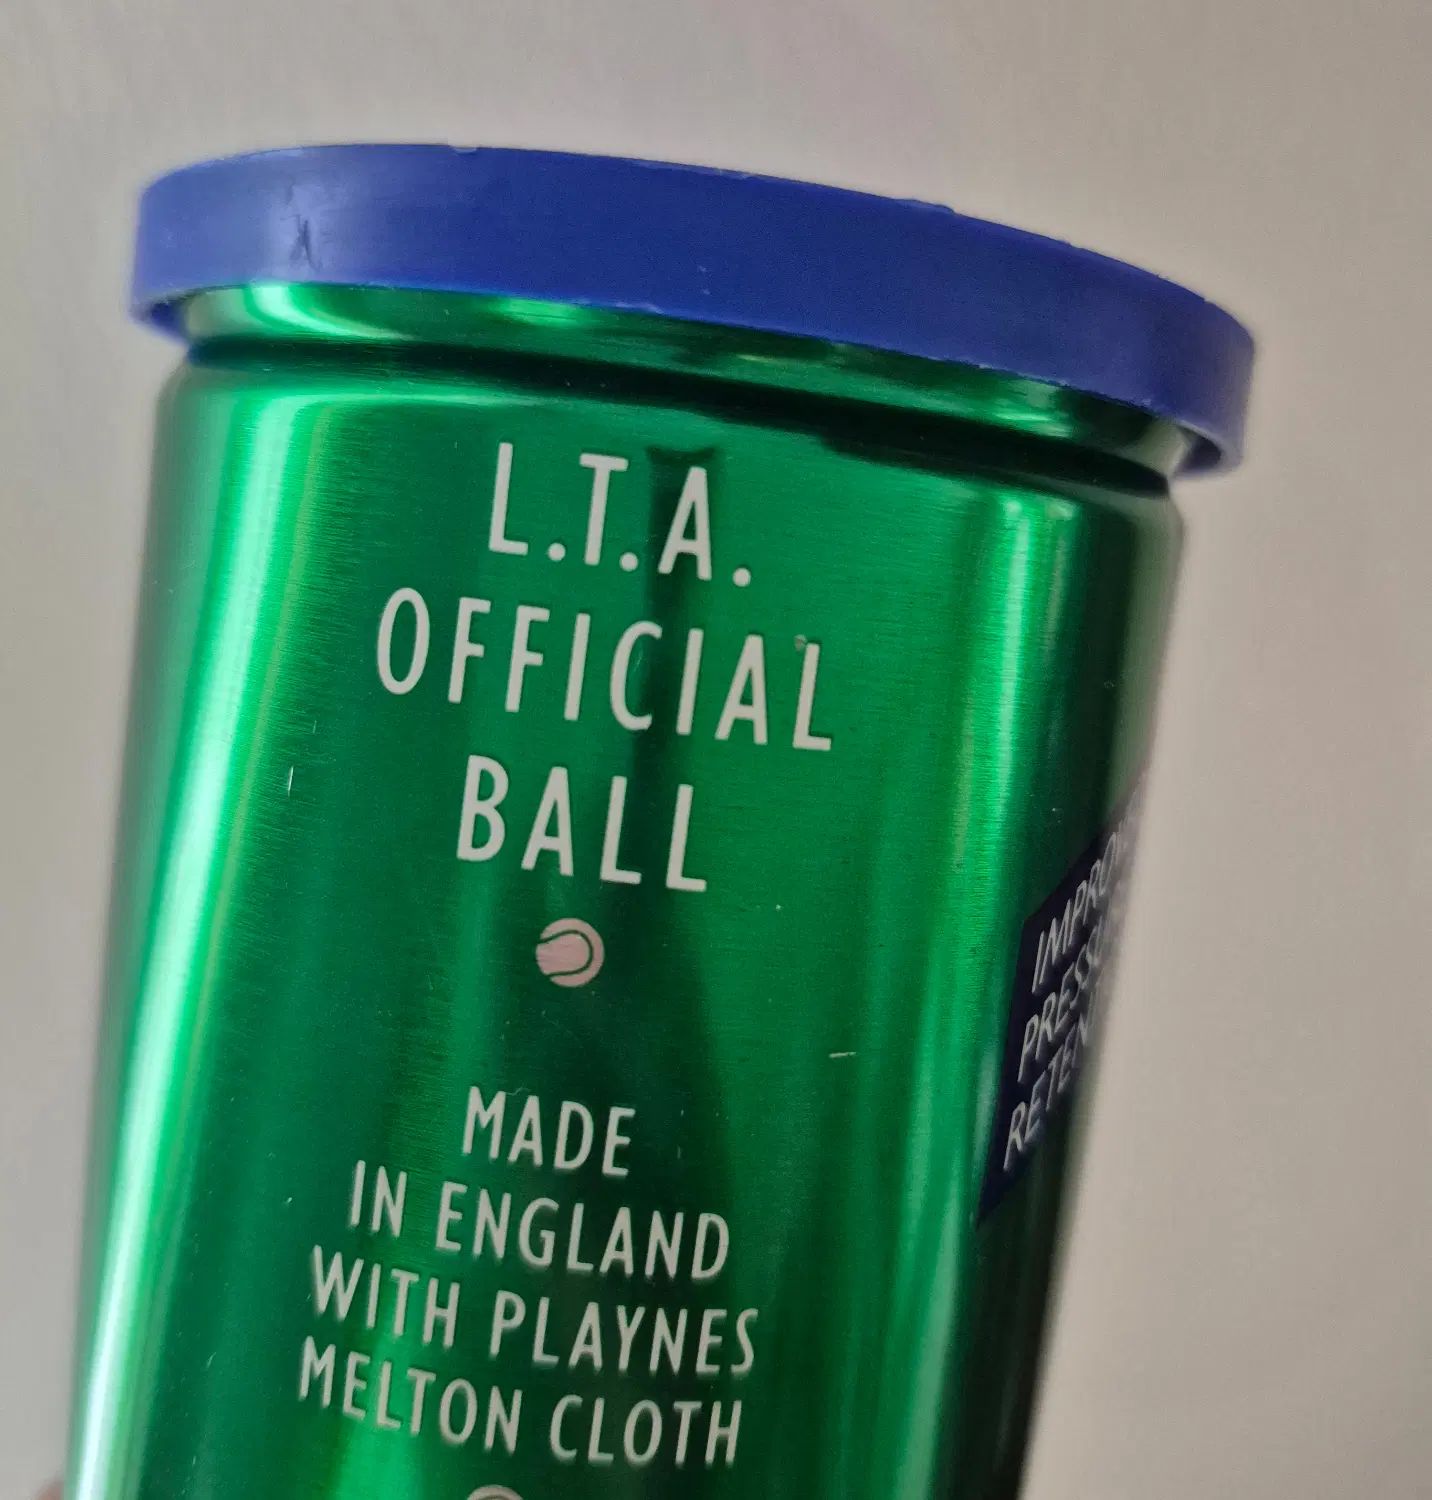 L.T.A.
OFFICIAL
BALL
MADE
IN ENGLAND
WITH PLAYNES
MELTON CLOTH